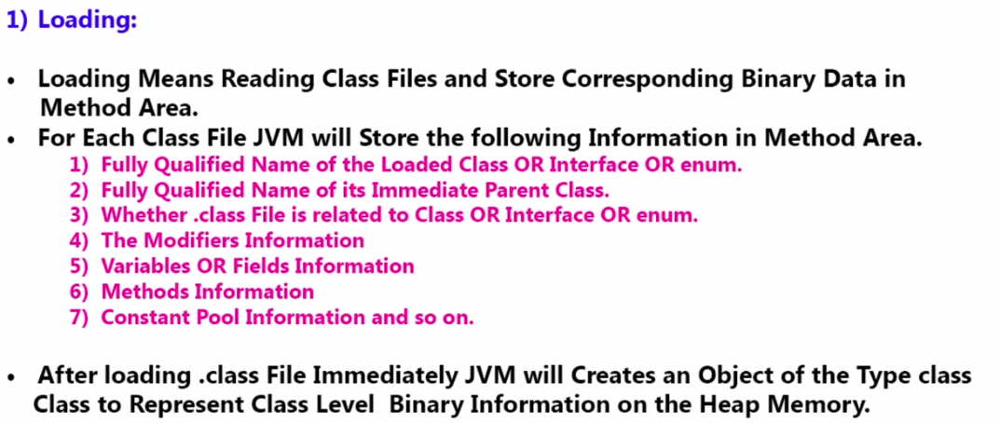 1) Loading:
• Loading Means Reading Class Files and Store Corresponding Binary Data in
Method Area.
• For Each Class File JVM will Store the following Information in Method Area.
1) Fully Qualified Name of the Loaded Class OR Interface OR enum.
2) Fully Qualified Name of its Immediate Parent Class.
3) Whether .class File is related to Class OR Interface OR enum.
4) The Modifiers Information
5) Variables OR Fields Information
6) Methods Information
7) Constant Pool Information and so on.
• After loading .class File Immediately JVM will Creates an Object of the Type class
Class to Represent Class Level Binary Information on the Heap Memory.